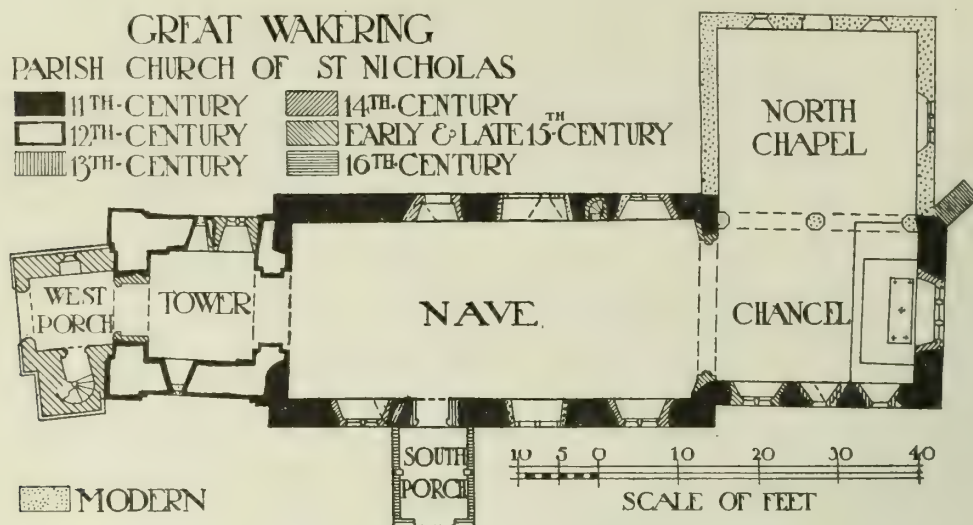 GREAT WAKERING
PARISH CHURCH OF ST NICHOLAS
11TH-CENTURY
12TH-CENTURY
13TH-CENTURY
14TH-CENTURY
EARLY & LATE 15TH-CENTURY
16TH-CENTURY
NORTH
CHAPEL
WEST
PORCH
TOWER
NAVE
CHANCEL
SOUTH
PORCH
10 5 0 10 20 30 40
SCALE OF FEET
MODERN